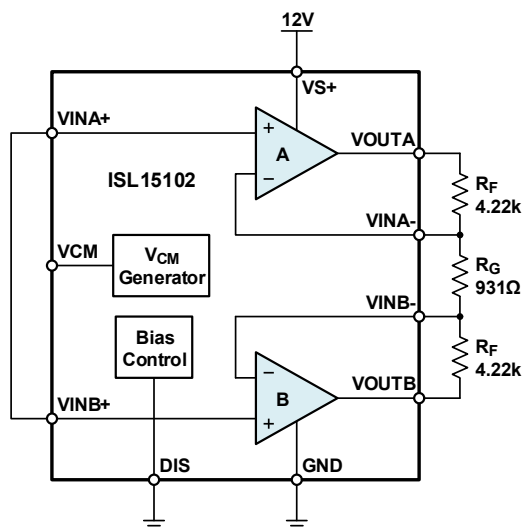 12V
VS+
VINA+
+
A
−
VOUTA
ISL15102
RF
4.22k
VINA-
VCM
VCM
Generator
RG
931Ω
VINB-
Bias
Control
−
B
+
RF
4.22k
VOUTB
VINB+
DIS
GND